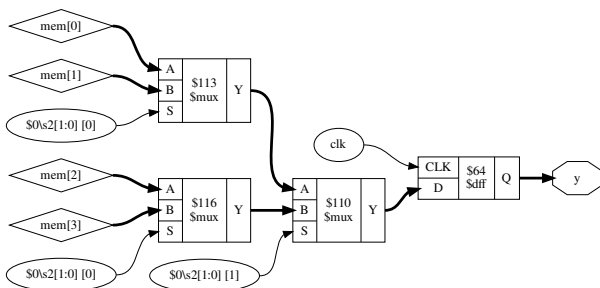 mem[0]
mem[1]
$0\s2[1:0] [0]
A
B
S
$113
$mux
Y
mem[2]
mem[3]
$0\s2[1:0] [0]
A
B
S
$116
$mux
Y
$0\s2[1:0] [1]
A
B
S
$110
$mux
Y
clk
CLK
D
$64
$dff
Q
y